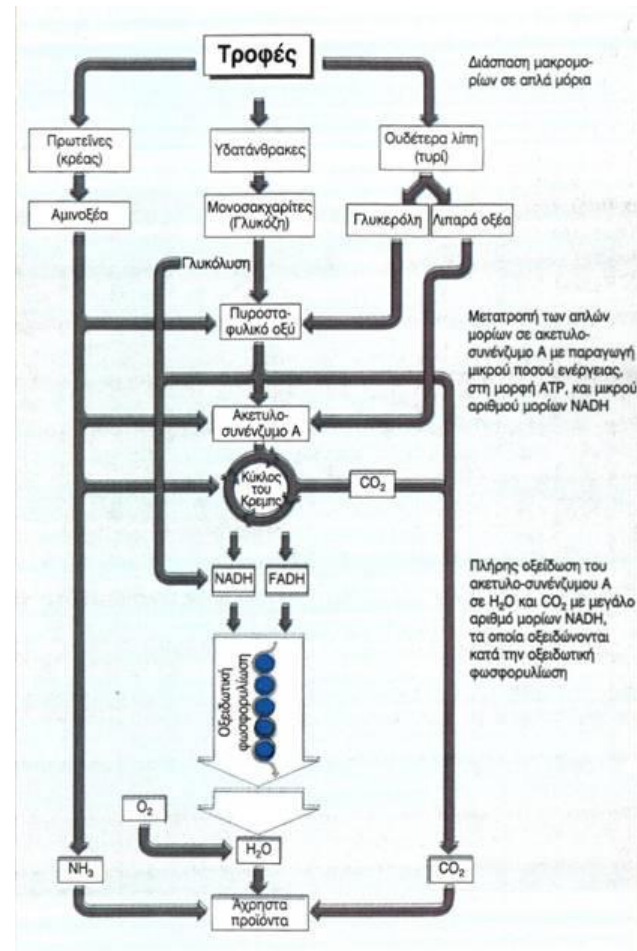 Τροφές
Διάσπαση μακρομο-
ρίων σε απλά μόρια
Πρωτεΐνες
(κρέας)
Υδατάνθρακες
Ουδέτερα λίπη
(τυρί)
Αμινοξέα
Μονοσακχαρίτες
(Γλυκόζη)
Γλυκερόλη
Λιπαρά οξέα
Γλυκόλυση
Πυροστα-
φυλικό οξύ
Μετατροπή των απλών
μορίων σε ακετυλο-
συνένζυμο Α με παραγωγή
μικρού ποσού ενέργειας,
στη μορφή ATP, και μικρού
αριθμού μορίων NADH
Ακετυλο-
συνένζυμο Α
Κύκλος
του
Κρεμπς
CO₂
NADH
FADH
Πλήρης οξείδωση του
ακετυλο-συνένζυμου Α
σε H₂O και CO₂ με μεγάλο
αριθμό μορίων NADH,
τα οποία οξειδώνονται
κατά την οξειδωτική
φωσφορυλίωση
Οξειδωτική
φωσφορυλίωση
O₂
H₂O
NH₃
CO₂
Άχρηστα
προϊόντα